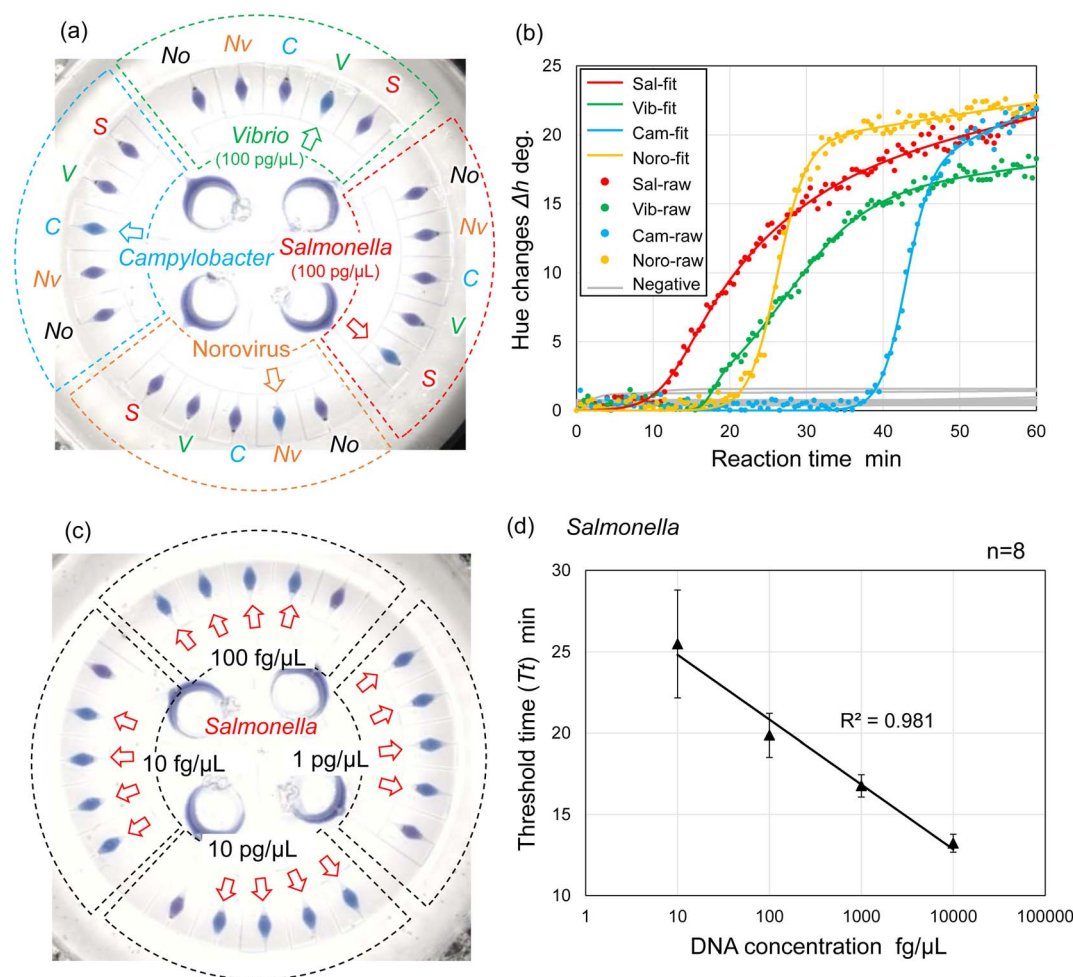 (a)
No
Nv
C
V
S
Vibrio
(100 pg/µL)
S
V
C
Nv
No
Campylobacter
Salmonella
(100 pg/µL)
No
Nv
C
V
S
Norovirus
S
V
C
Nv
No
(b)
25
20
15
10
5
0
Hue changes Δh deg.
Sal-fit
Vib-fit
Cam-fit
Noro-fit
Sal-raw
Vib-raw
Cam-raw
Noro-raw
Negative
0 10 20 30 40 50 60
Reaction time min
(c)
100 fg/µL
Salmonella
10 fg/µL
1 pg/µL
10 pg/µL
(d)
Salmonella
n=8
30
25
20
15
10
Threshold time (Tt) min
R² = 0.981
1 10 100 1000 10000 100000
DNA concentration fg/µL